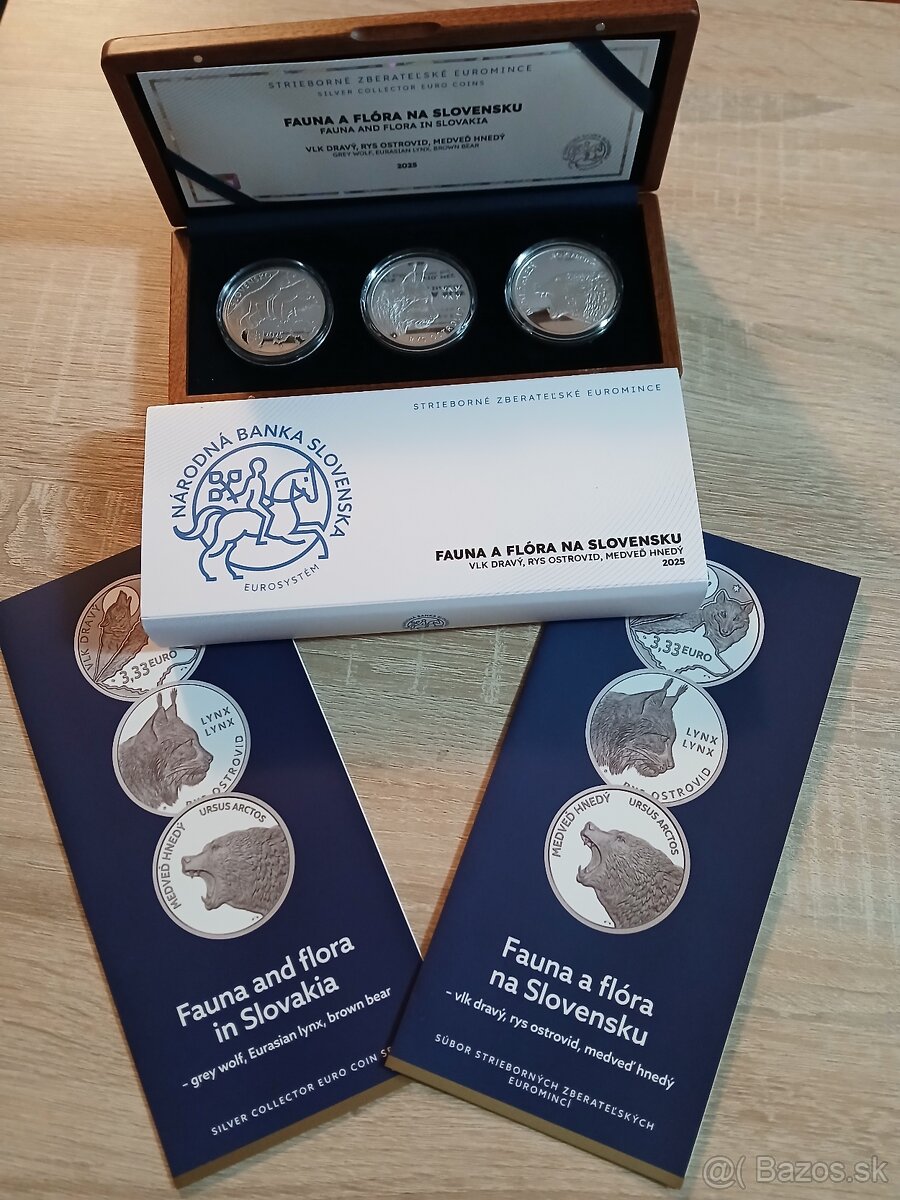 STRIEBORNÉ ZBERATEĽSKÉ EUROMINCE
SILVER COLLECTOR EURO COINS
FAUNA A FLÓRA NA SLOVENSKU
FAUNA AND FLORA IN SLOVAKIA
VLK DRAVÝ, RYS OSTROVID, MEDVEĎ HNEDÝ
GREY WOLF, EURASIAN LYNX, BROWN BEAR
2025
SLOVENSKO
RYS OSTROVID
STRIEBORNÉ ZBERATEĽSKÉ EUROMINCE
NÁRODNÁ BANKA SLOVENSKA
EUROSYSTÉM
FAUNA A FLÓRA NA SLOVENSKU
VLK DRAVÝ, RYS OSTROVID, MEDVEĎ HNEDÝ
2025
VLK DRAVÝ
3,33 EURO
LYNX
LYNX
RYS OSTROVID
MEDVEĎ HNEDÝ
URSUS ARCTOS
Fauna and flora
in Slovakia
– grey wolf, Eurasian lynx, brown bear
SILVER COLLECTOR EURO COIN SE
3,33 EURO
LYNX
LYNX
RYS OSTROVID
MEDVEĎ HNEDÝ
URSUS ARCTOS
Fauna a flóra
na Slovensku
– vlk dravý, rys ostrovid, medveď hnedý
SÚBOR STRIEBORNÝCH ZBERATEĽSKÝCH
EUROMINCÍ
@( Bazos.sk